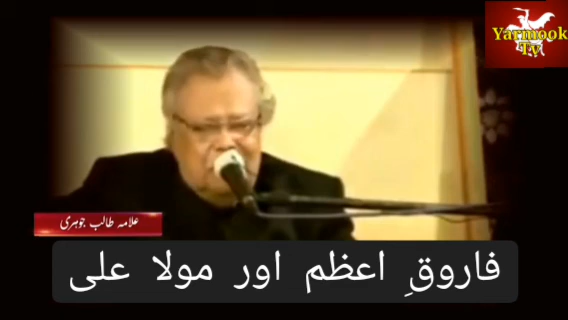 Yarmook
Tv
علامہ طالب جوہری
فاروقِ اعظم اور مولا علی